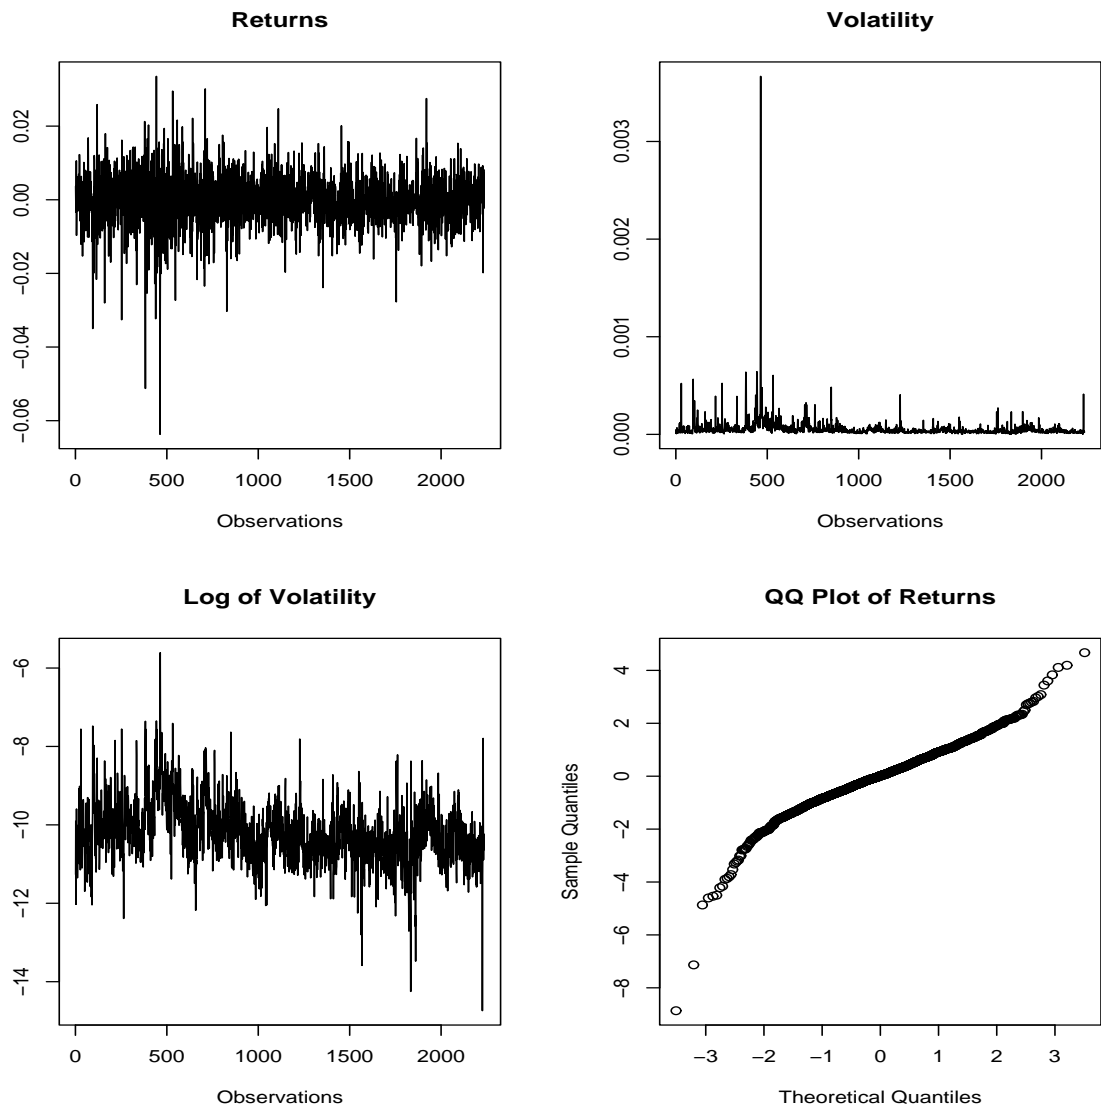 Returns
0.02
0.00
−0.02
−0.04
−0.06
0 500 1000 1500 2000
Observations
Volatility
0.003
0.002
0.001
0.000
0 500 1000 1500 2000
Observations
Log of Volatility
−6
−8
−10
−12
−14
0 500 1000 1500 2000
Observations
QQ Plot of Returns
Sample Quantiles
4
2
0
−2
−4
−6
−8
−3 −2 −1 0 1 2 3
Theoretical Quantiles